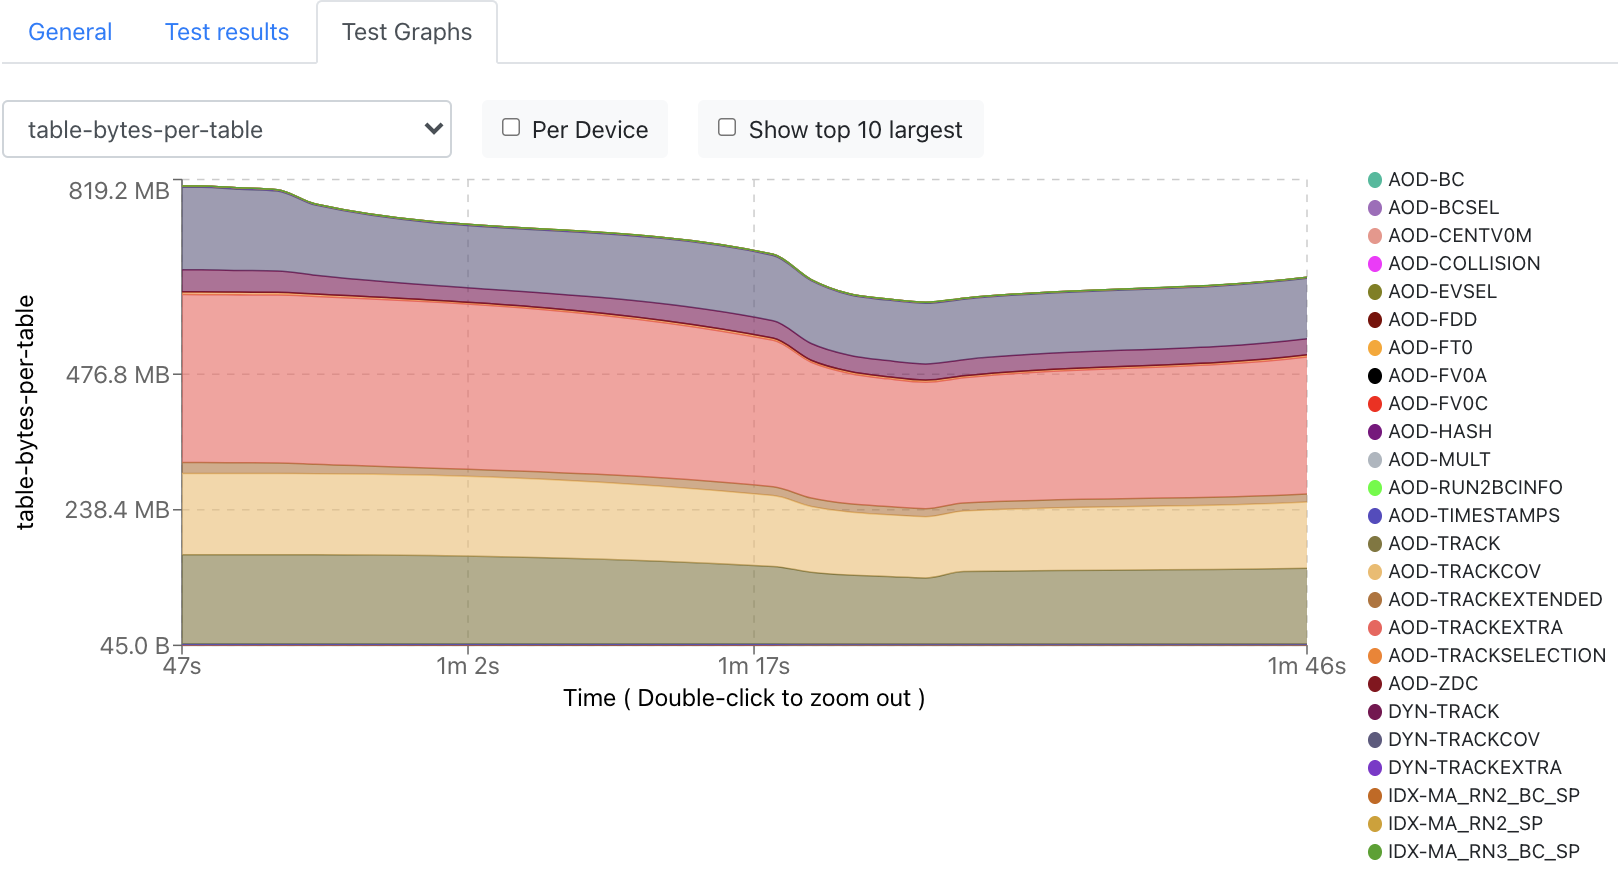 General Test results Test Graphs
table-bytes-per-table Per Device Show top 10 largest
819.2 MB
476.8 MB
238.4 MB
45.0 B
table-bytes-per-table
47s 1m 2s 1m 17s 1m 46s
Time ( Double-click to zoom out )
AOD-BC
AOD-BCSEL
AOD-CENTV0M
AOD-COLLISION
AOD-EVSEL
AOD-FDD
AOD-FT0
AOD-FV0A
AOD-FV0C
AOD-HASH
AOD-MULT
AOD-RUN2BCINFO
AOD-TIMESTAMPS
AOD-TRACK
AOD-TRACKCOV
AOD-TRACKEXTENDED
AOD-TRACKEXTRA
AOD-TRACKSELECTION
AOD-ZDC
DYN-TRACK
DYN-TRACKCOV
DYN-TRACKEXTRA
IDX-MA_RN2_BC_SP
IDX-MA_RN2_SP
IDX-MA_RN3_BC_SP